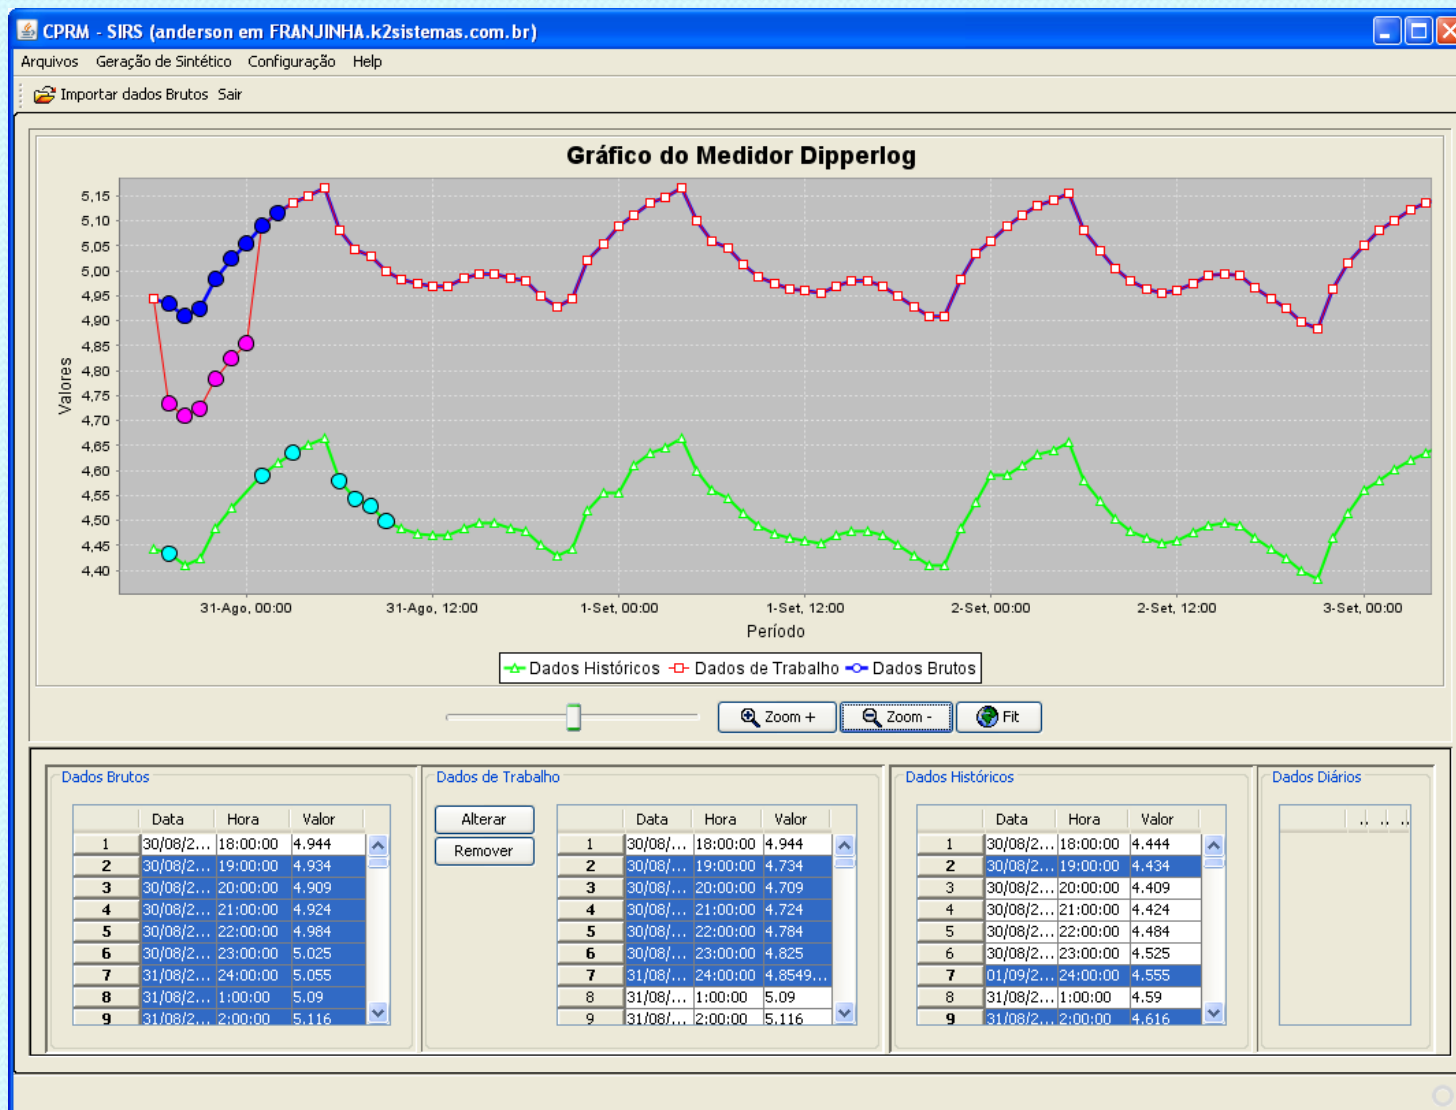 CPRM - SIRS (anderson em FRANJINHA.k2sistemas.com.br)
Arquivos Geração de Sintético Configuração Help
Importar dados Brutos Sair
Gráfico do Medidor Dipperlog
Valores
5,15
5,10
5,05
5,00
4,95
4,90
4,85
4,80
4,75
4,70
4,65
4,60
4,55
4,50
4,45
4,40
31-Ago, 00:00 31-Ago, 12:00 1-Set, 00:00 1-Set, 12:00 2-Set, 00:00 2-Set, 12:00 3-Set, 00:00
Período
Dados Históricos Dados de Trabalho Dados Brutos
Zoom + Zoom - Fit
Dados Brutos
Data Hora Valor
1 30/08/2... 18:00:00 4.944
2 30/08/2... 19:00:00 4.934
3 30/08/2... 20:00:00 4.909
4 30/08/2... 21:00:00 4.924
5 30/08/2... 22:00:00 4.984
6 30/08/2... 23:00:00 5.025
7 31/08/2... 24:00:00 5.055
8 31/08/2... 1:00:00 5.09
9 31/08/2... 2:00:00 5.116
Dados de Trabalho
Alterar
Remover
Data Hora Valor
1 30/08/... 18:00:00 4.944
2 30/08/... 19:00:00 4.734
3 30/08/... 20:00:00 4.709
4 30/08/... 21:00:00 4.724
5 30/08/... 22:00:00 4.784
6 30/08/... 23:00:00 4.825
7 31/08/... 24:00:00 4.8549...
8 31/08/... 1:00:00 5.09
9 31/08/... 2:00:00 5.116
Dados Históricos
Data Hora Valor
1 30/08/2... 18:00:00 4.444
2 30/08/2... 19:00:00 4.434
3 30/08/2... 20:00:00 4.409
4 30/08/2... 21:00:00 4.424
5 30/08/2... 22:00:00 4.484
6 30/08/2... 23:00:00 4.525
7 01/09/2... 24:00:00 4.555
8 31/08/2... 1:00:00 4.59
9 31/08/2... 2:00:00 4.616
Dados Diários
.. .. ..